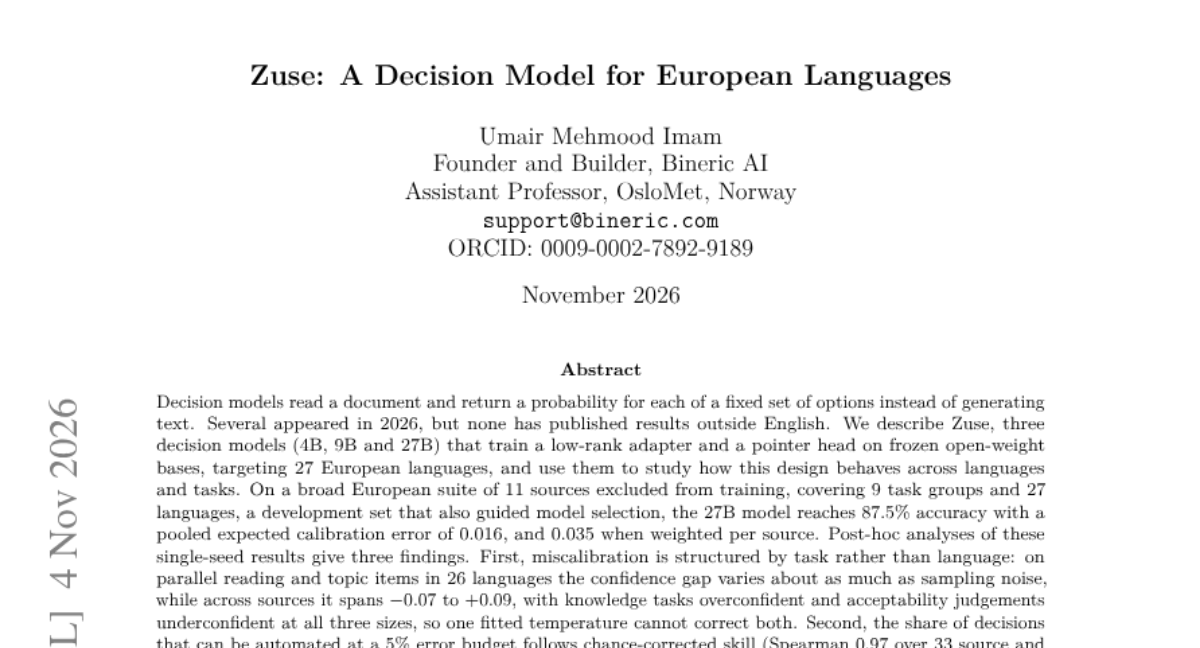 Zuse: A Decision Model for European Languages
Umair Mehmood Imam
Founder and Builder, Bineric AI
Assistant Professor, OsloMet, Norway
support@bineric.com
ORCID: 0009-0002-7892-9189
November 2026
Abstract
Decision models read a document and return a probability for each of a fixed set of options instead of generating
text. Several appeared in 2026, but none has published results outside English. We describe Zuse, three
decision models (4B, 9B and 27B) that train a low-rank adapter and a pointer head on frozen open-weight
bases, targeting 27 European languages, and use them to study how this design behaves across languages
and tasks. On a broad European suite of 11 sources excluded from training, covering 9 task groups and 27
languages, a development set that also guided model selection, the 27B model reaches 87.5% accuracy with a
pooled expected calibration error of 0.016, and 0.035 when weighted per source. Post-hoc analyses of these
single-seed results give three findings. First, miscalibration is structured by task rather than language: on
parallel reading and topic items in 26 languages the confidence gap varies about as much as sampling noise,
while across sources it spans −0.07 to +0.09, with knowledge tasks overconfident and acceptability judgements
underconfident at all three sizes, so one fitted temperature cannot correct both. Second, the share of decisions
that can be automated at a 5% error budget follows chance-corrected skill (Spearman 0.97 over 33 source and
L] 4 Nov 2026